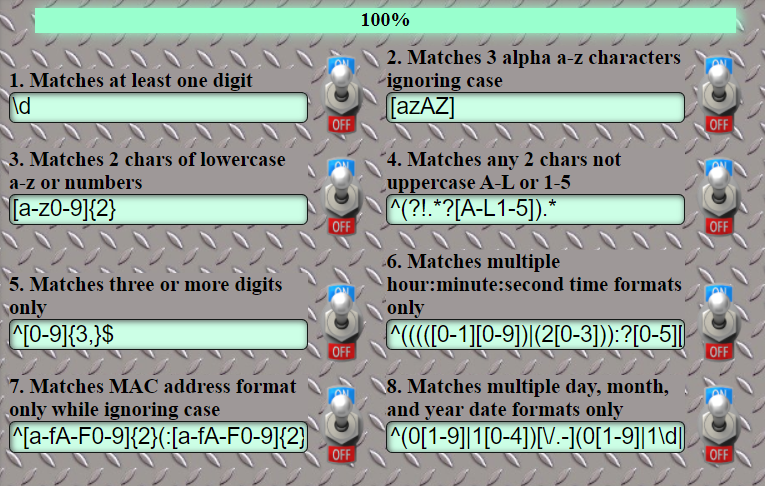 100%
1. Matches at least one digit
\d
ON
OFF
2. Matches 3 alpha a-z characters
ignoring case
[azAZ]
ON
OFF
3. Matches 2 chars of lowercase
a-z or numbers
[a-z0-9]{2}
ON
OFF
4. Matches any 2 chars not
uppercase A-L or 1-5
^(?!.*?[A-L1-5]).*
ON
OFF
5. Matches three or more digits
only
^[0-9]{3,}$
ON
OFF
6. Matches multiple
hour:minute:second time formats
only
^((((([0-1][0-9])|(2[0-3])):?[0-5][
ON
OFF
7. Matches MAC address format
only while ignoring case
^[a-fA-F0-9]{2}(:[a-fA-F0-9]{2}
ON
OFF
8. Matches multiple day, month,
and year date formats only
^(0[1-9]|1[0-4])[\/.-](0[1-9]|1\d|
ON
OFF